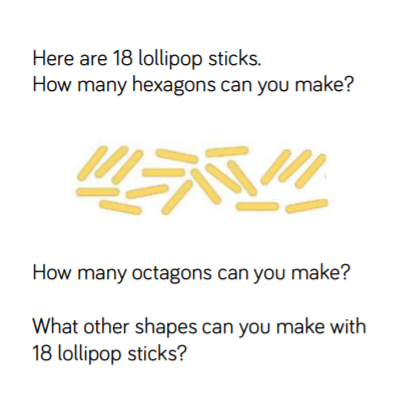 Here are 18 lollipop sticks.
How many hexagons can you make?
How many octagons can you make?
What other shapes can you make with
18 lollipop sticks?